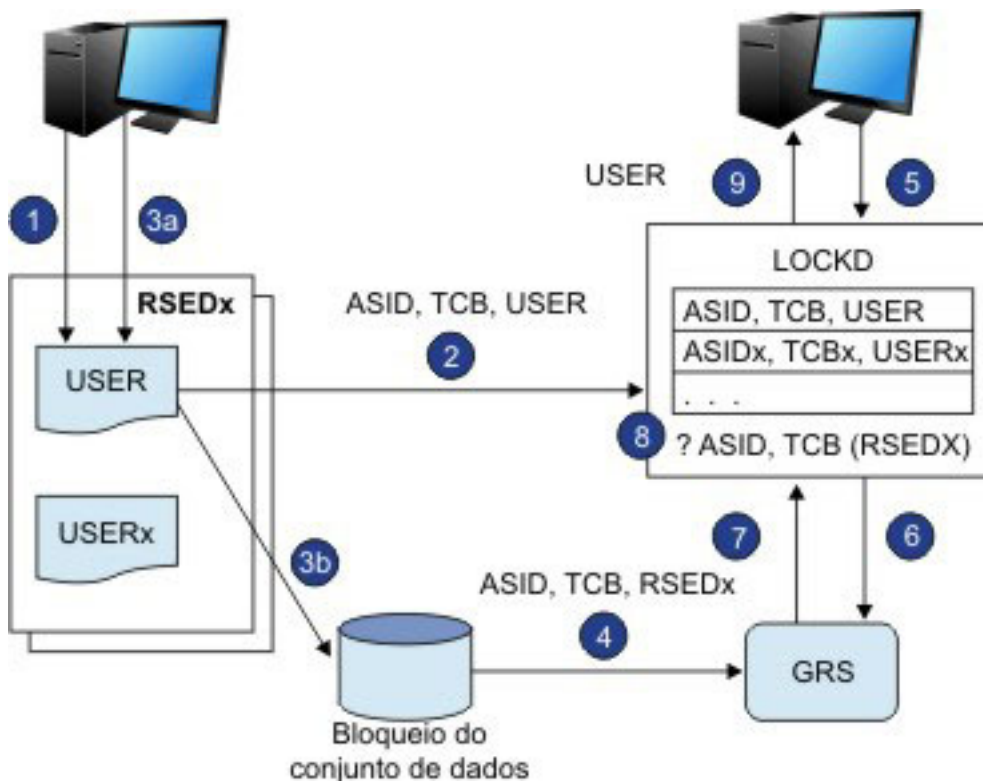 1
3a
RSEDx
USER
USERx
ASID, TCB, USER
2
3b
Bloqueio do
conjunto de dados
ASID, TCB, RSEDx
4
USER
9
5
LOCKD
ASID, TCB, USER
ASIDx, TCBx, USERx
. . .
8
? ASID, TCB (RSEDX)
7
6
GRS